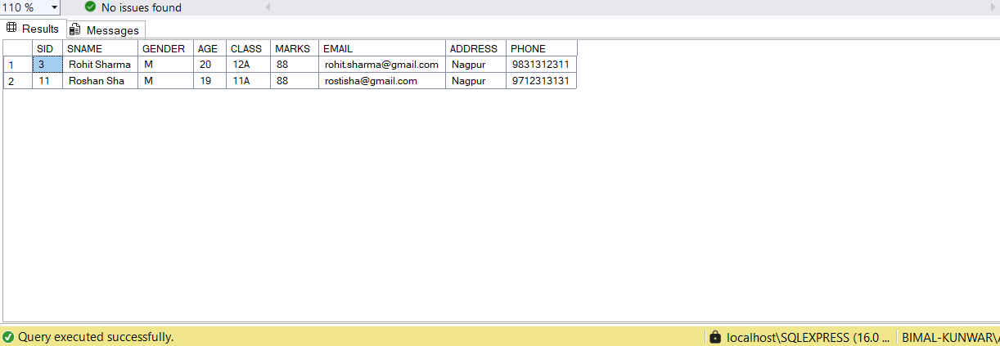 110 % No issues found
Results Messages
SID SNAME GENDER AGE CLASS MARKS EMAIL ADDRESS PHONE
1 3 Rohit Sharma M 20 12A 88 rohit.sharma@gmail.com Nagpur 9831312311
2 11 Roshan Sha M 19 11A 88 rostisha@gmail.com Nagpur 9712313131
Query executed successfully. localhost\SQLEXPRESS (16.0 ... BIMAL-KUNWAR\